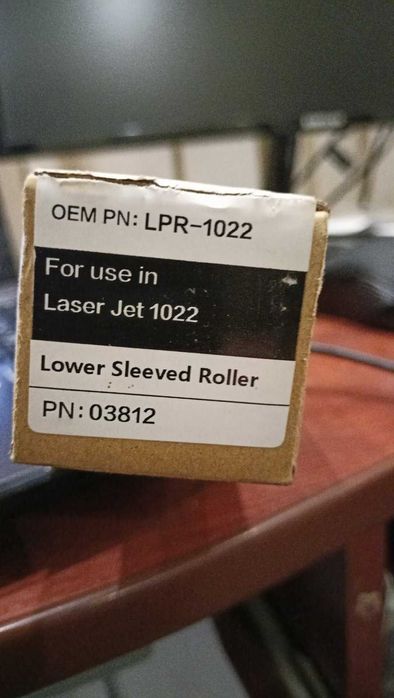 OEM PN: LPR-1022
For use in
Laser Jet 1022
Lower Sleeved Roller
PN: 03812